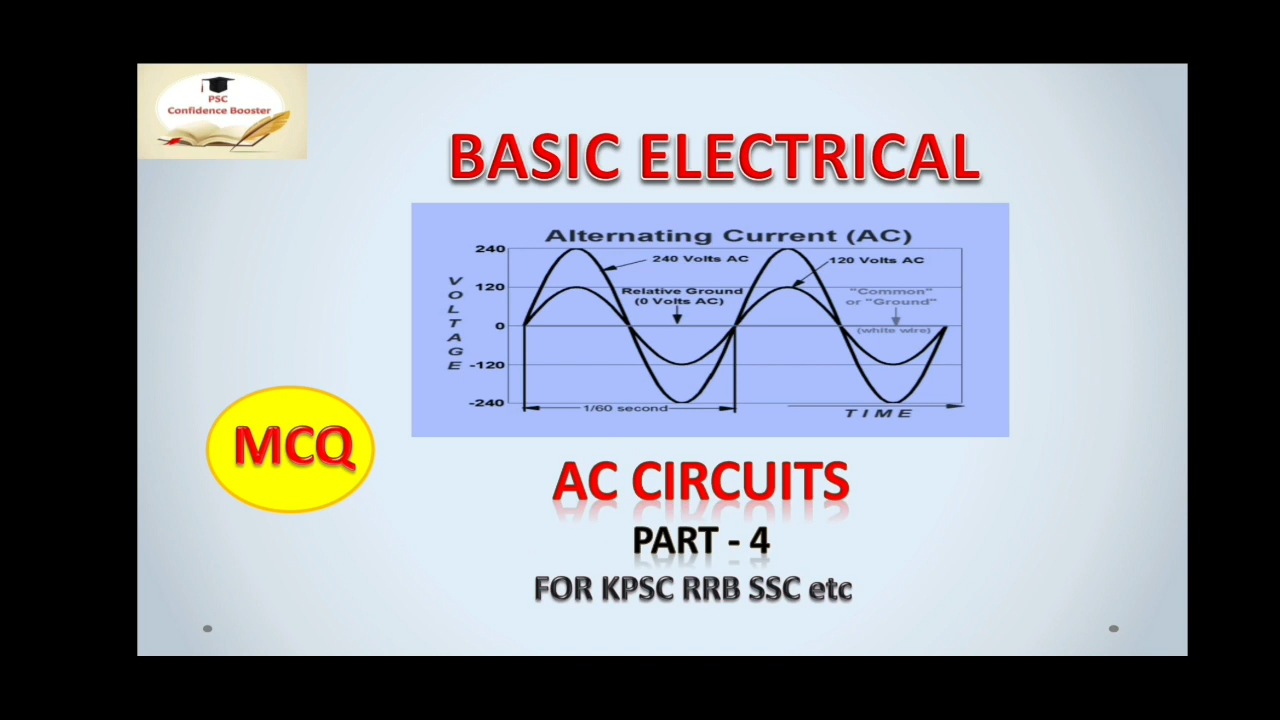 PSC
Confidence Booster
BASIC ELECTRICAL
Alternating Current (AC)
240
240 Volts AC
120 Volts AC
120
Relative Ground
(0 Volts AC)
"Common"
or "Ground"
VOLTAGE
0
(white wire)
-120
-240
1/60 second
TIME
MCQ
AC CIRCUITS
PART - 4
FOR KPSC RRB SSC etc